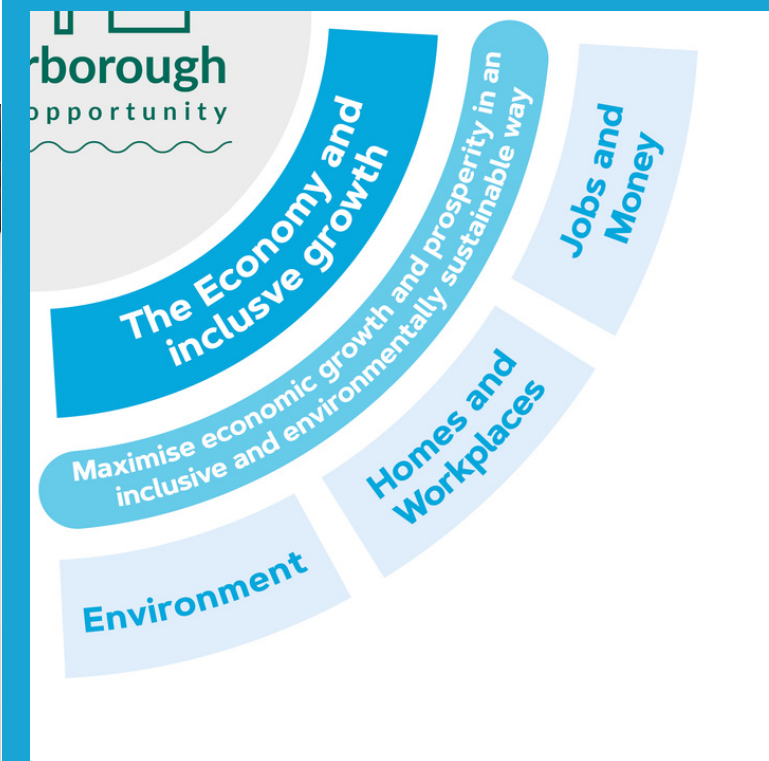 rborough
opportunity
The Economy and
inclusve growth
Maximise economic growth and prosperity in an
inclusive and environmentally sustainable way
Jobs and
Money
Homes and
Workplaces
Environment